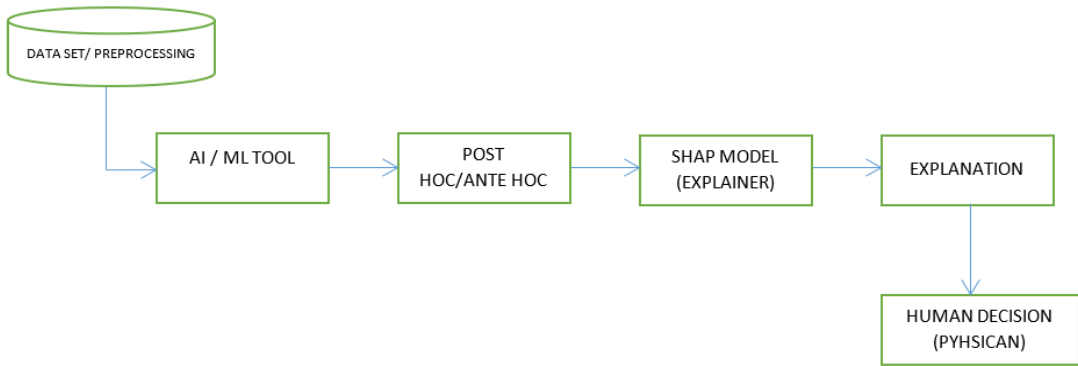 DATA SET/ PREPROCESSING
AI / ML TOOL
POST
HOC/ANTE HOC
SHAP MODEL
(EXPLAINER)
EXPLANATION
HUMAN DECISION
(PYHSICAN)